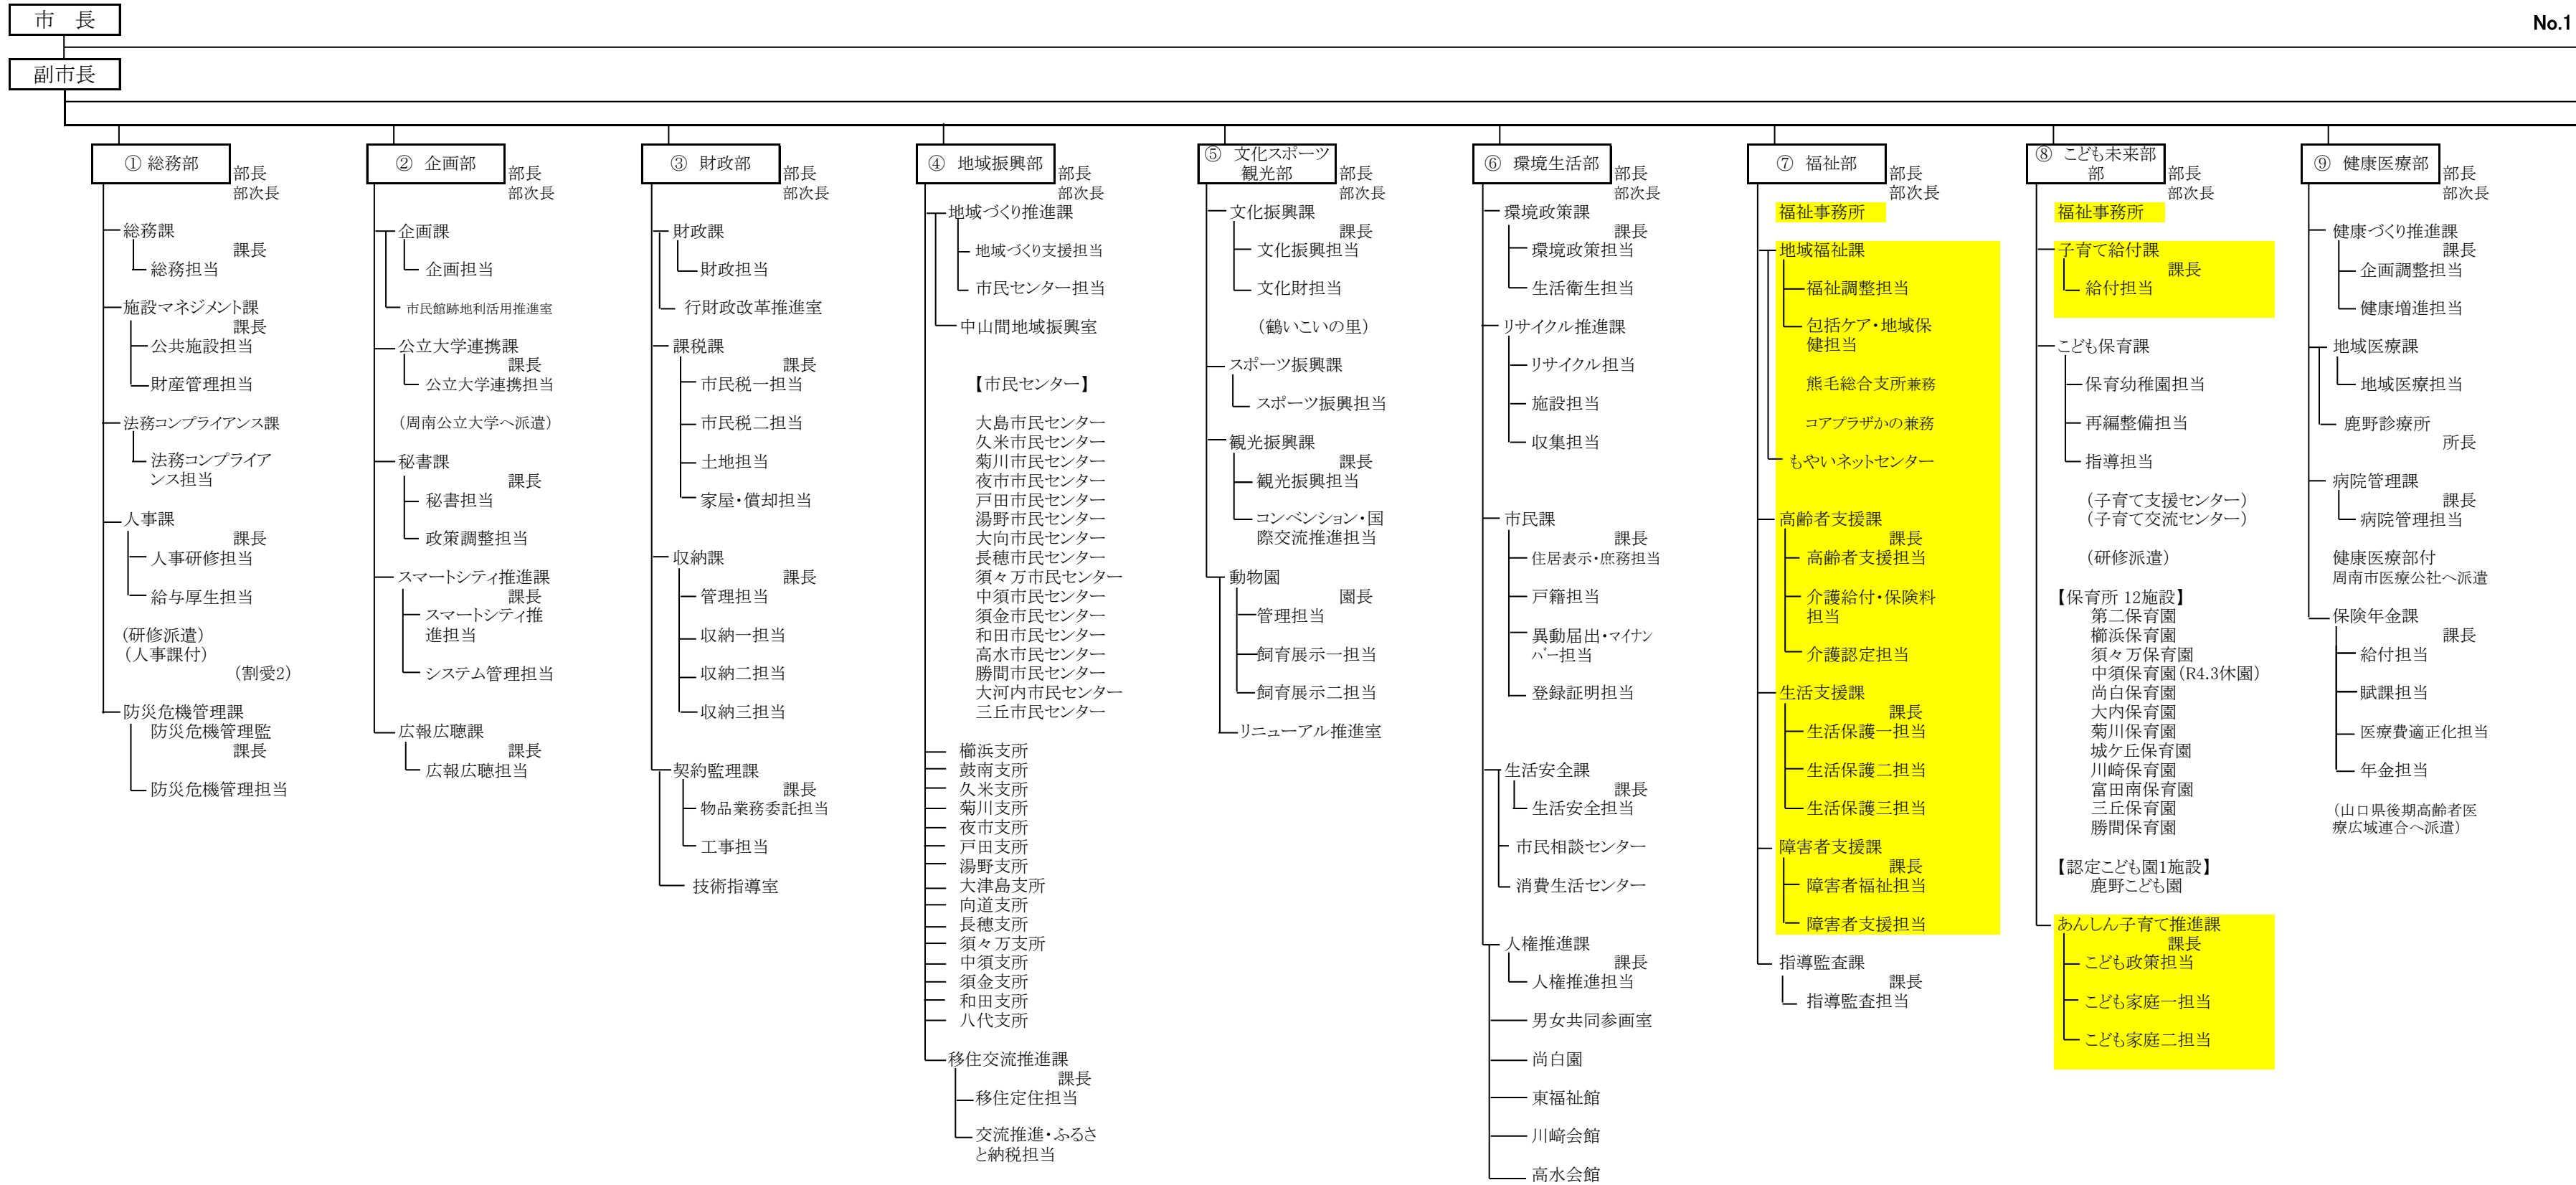 市　長
No.1
副市長
① 総務部
部長
部次長
総務課
課長
総務担当
施設マネジメント課
課長
公共施設担当
財産管理担当
法務コンプライアンス課
法務コンプライア
ンス担当
人事課
課長
人事研修担当
給与厚生担当
(研修派遣)
(人事課付)
(割愛2)
防災危機管理課
防災危機管理監
課長
防災危機管理担当
② 企画部
部長
部次長
企画課
企画担当
市民館跡地利活用推進室
公立大学連携課
課長
公立大学連携担当
(周南公立大学へ派遣)
秘書課
課長
秘書担当
政策調整担当
スマートシティ推進課
課長
スマートシティ推
進担当
システム管理担当
広報広聴課
課長
広報広聴担当
③ 財政部
部長
部次長
財政課
財政担当
行財政改革推進室
課税課
課長
市民税一担当
市民税二担当
土地担当
家屋・償却担当
収納課
課長
管理担当
収納一担当
収納二担当
収納三担当
契約監理課
課長
物品業務委託担当
工事担当
技術指導室
④ 地域振興部
部長
部次長
地域づくり推進課
地域づくり支援担当
市民センター担当
中山間地域振興室
【市民センター】
大島市民センター
久米市民センター
菊川市民センター
夜市市民センター
戸田市民センター
湯野市民センター
大向市民センター
長穂市民センター
須々万市民センター
中須市民センター
須金市民センター
和田市民センター
高水市民センター
勝間市民センター
大河内市民センター
三丘市民センター
櫛浜支所
鼓南支所
久米支所
菊川支所
夜市支所
戸田支所
湯野支所
大津島支所
向道支所
長穂支所
須々万支所
中須支所
須金支所
和田支所
八代支所
移住交流推進課
課長
移住定住担当
交流推進・ふるさ
と納税担当
⑤ 文化スポーツ
観光部
部長
部次長
文化振興課
課長
文化振興担当
文化財担当
(鶴いこいの里)
スポーツ振興課
スポーツ振興担当
観光振興課
課長
観光振興担当
コンベンション・国
際交流推進担当
動物園
園長
管理担当
飼育展示一担当
飼育展示二担当
リニューアル推進室
⑥ 環境生活部
部長
部次長
環境政策課
課長
環境政策担当
生活衛生担当
リサイクル推進課
リサイクル担当
施設担当
収集担当
市民課
課長
住居表示・庶務担当
戸籍担当
異動届出・マイナン
バー担当
登録証明担当
生活安全課
課長
生活安全担当
市民相談センター
消費生活センター
人権推進課
課長
人権推進担当
男女共同参画室
尚白園
東福祉館
川﨑会館
高水会館
⑦ 福祉部
部長
部次長
福祉事務所
地域福祉課
福祉調整担当
包括ケア・地域保
健担当
熊毛総合支所兼務
コアプラザかの兼務
もやいネットセンター
高齢者支援課
課長
高齢者支援担当
介護給付・保険料
担当
介護認定担当
生活支援課
課長
生活保護一担当
生活保護二担当
生活保護三担当
障害者支援課
課長
障害者福祉担当
障害者支援担当
指導監査課
課長
指導監査担当
⑧ こども未来部
部
部長
部次長
福祉事務所
子育て給付課
課長
給付担当
こども保育課
保育幼稚園担当
再編整備担当
指導担当
(子育て支援センター)
(子育て交流センター)
(研修派遣)
【保育所 12施設】
第二保育園
櫛浜保育園
須々万保育園
中須保育園(R4.3休園)
尚白保育園
大内保育園
菊川保育園
城ケ丘保育園
川崎保育園
富田南保育園
三丘保育園
勝間保育園
【認定こども園1施設】
鹿野こども園
あんしん子育て推進課
課長
こども政策担当
こども家庭一担当
こども家庭二担当
⑨ 健康医療部
部長
部次長
健康づくり推進課
課長
企画調整担当
健康増進担当
地域医療課
地域医療担当
鹿野診療所
所長
病院管理課
課長
病院管理担当
健康医療部付
周南市医療公社へ派遣
保険年金課
課長
給付担当
賦課担当
医療費適正化担当
年金担当
(山口県後期高齢者医
療広域連合へ派遣)